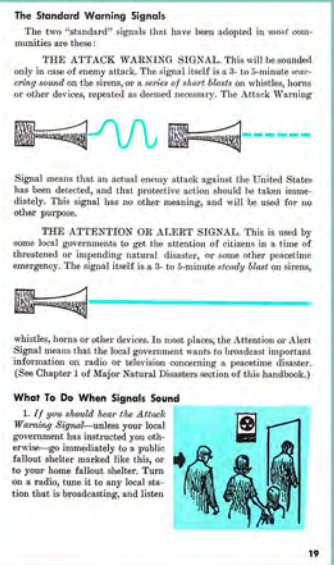 The Standard Warning Signals
The two "standard" signals that have been adopted in most com-
munities are these:
THE ATTACK WARNING SIGNAL. This will be sounded
only in case of enemy attack. The signal itself is a 3- to 5-minute wav-
ering sound on the sirens, or a series of short blasts on whistles, horns
or other devices, repeated as deemed necessary. The Attack Warning
Signal means that an actual enemy attack against the United States
has been detected, and that protective action should be taken imme-
diately. This signal has no other meaning, and will be used for no
other purpose.
THE ATTENTION OR ALERT SIGNAL. This is used by
some local governments to get the attention of citizens in a time of
threatened or impending natural disaster, or some other peacetime
emergency. The signal itself is a 3- to 5-minute steady blast on sirens,
whistles, horns or other devices. In most places, the Attention or Alert
Signal means that the local government wants to broadcast important
information on radio or television concerning a peacetime disaster.
(See Chapter 1 of Major Natural Disasters section of this handbook.)
What To Do When Signals Sound
1. If you should hear the Attack
Warning Signal—unless your local
government has instructed you oth-
erwise—go immediately to a public
fallout shelter marked like this, or
to your home fallout shelter. Turn
on a radio, tune it to any local sta-
tion that is broadcasting, and listen
19